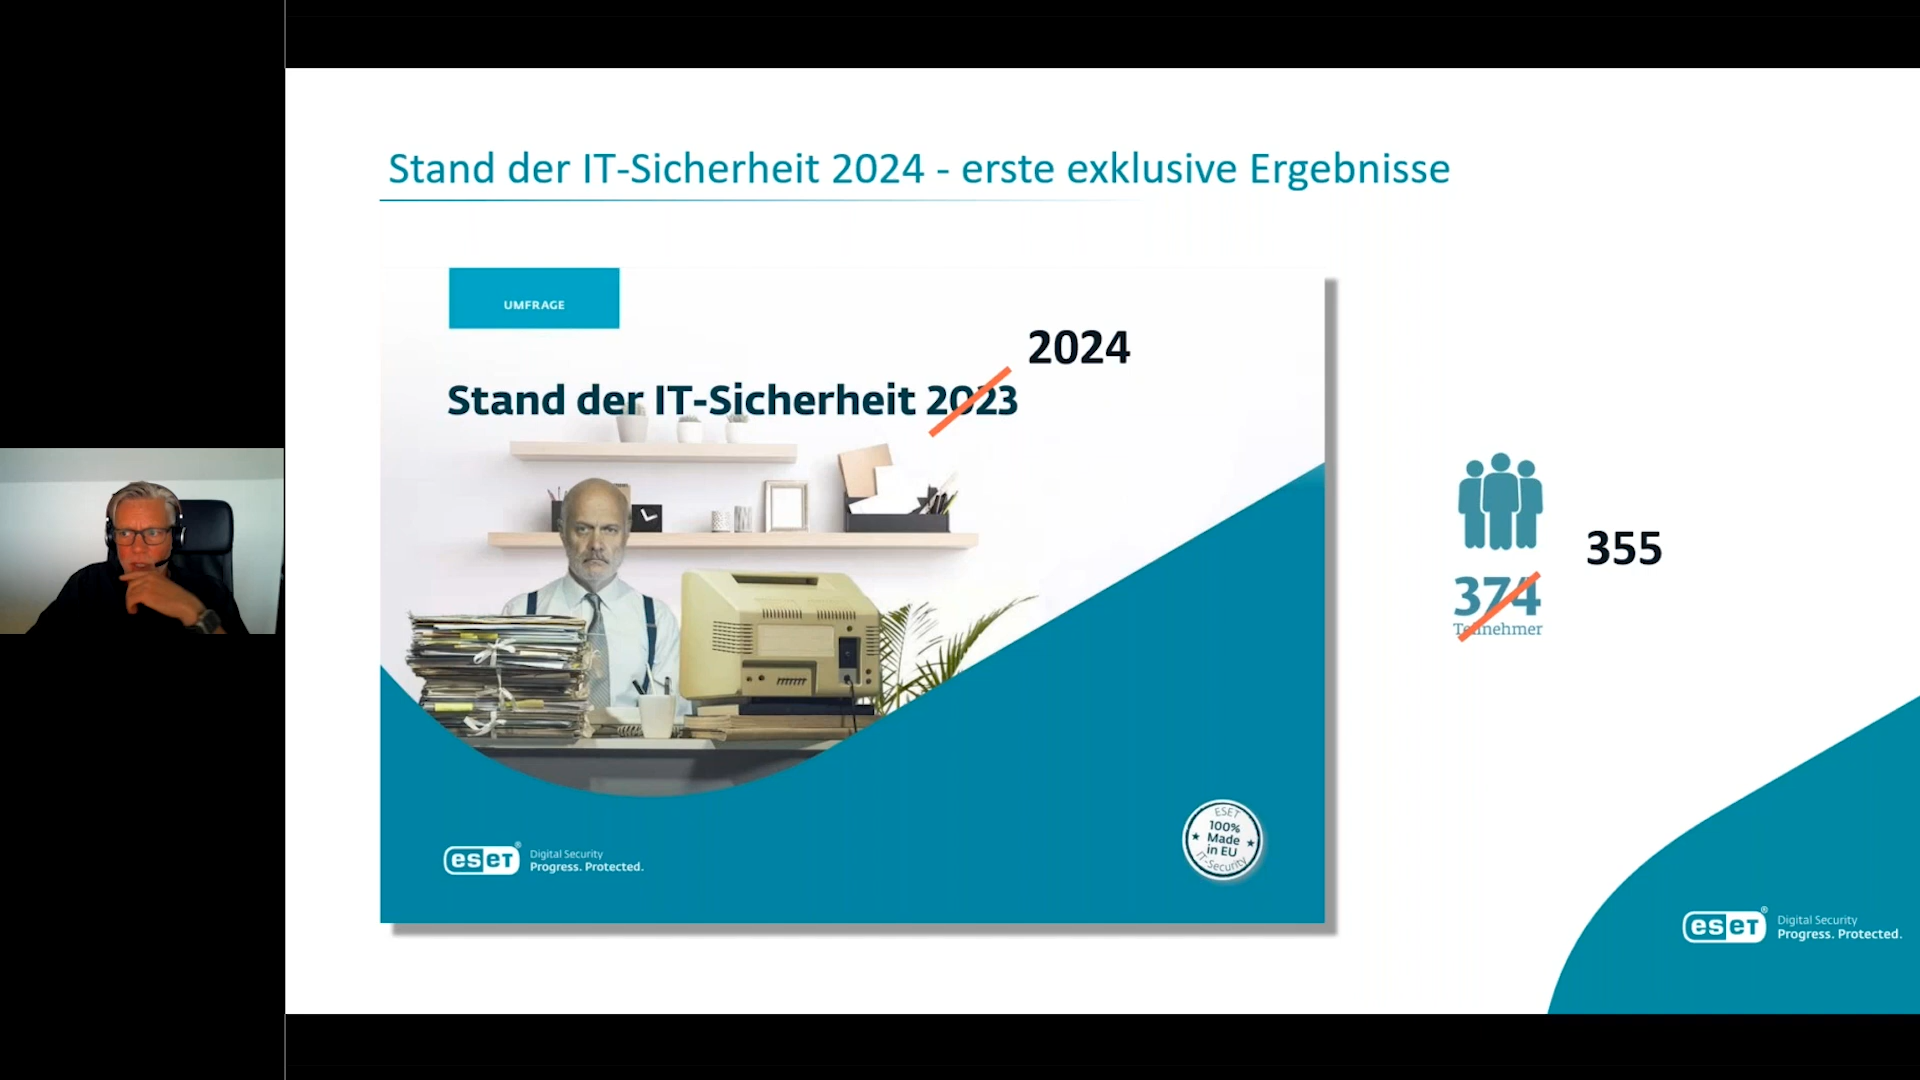 Stand der IT-Sicherheit 2024 - erste exklusive Ergebnisse
UMFRAGE
2024
Stand der IT-Sicherheit 2023
355
374
Teilnehmer
ESET
100%
Made
in EU
IT-Security
eset®
Digital Security
Progress. Protected.
eset®
Digital Security
Progress. Protected.